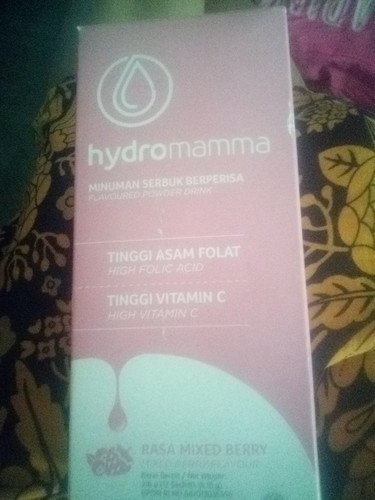 hydromamma
MINUMAN SERBUK BERPERISA
FLAVOURED POWDER DRINK
TINGGI ASAM FOLAT
HIGH FOLIC ACID
TINGGI VITAMIN C
HIGH VITAMIN C
RASA MIXED BERRY